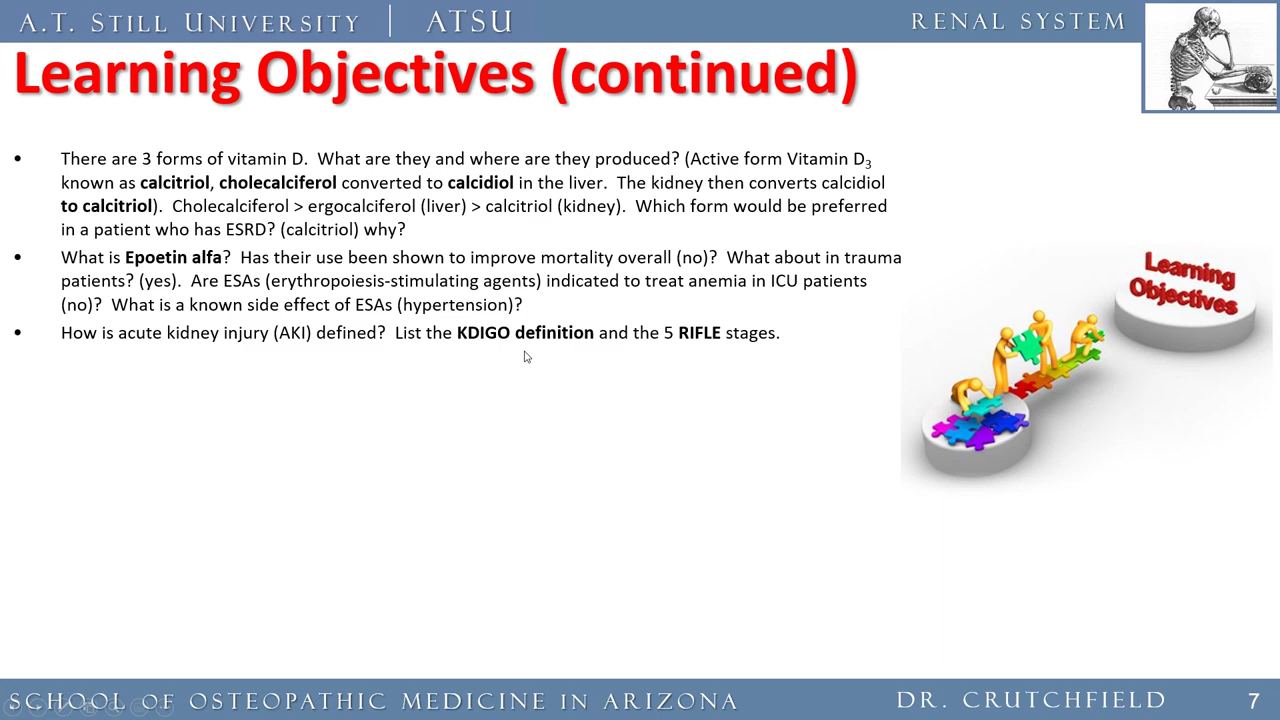 A.T. STILL UNIVERSITY | ATSU
RENAL SYSTEM
Learning Objectives (continued)
• There are 3 forms of vitamin D. What are they and where are they produced? (Active form Vitamin D3
known as calcitriol, cholecalciferol converted to calcidiol in the liver. The kidney then converts calcidiol
to calcitriol). Cholecalciferol > ergocalciferol (liver) > calcitriol (kidney). Which form would be preferred
in a patient who has ESRD? (calcitriol) why?
• What is Epoetin alfa? Has their use been shown to improve mortality overall (no)? What about in trauma
patients? (yes). Are ESAs (erythropoiesis-stimulating agents) indicated to treat anemia in ICU patients
(no)? What is a known side effect of ESAs (hypertension)?
• How is acute kidney injury (AKI) defined? List the KDIGO definition and the 5 RIFLE stages.
Learning
Objectives
SCHOOL OF OSTEOPATHIC MEDICINE IN ARIZONA
DR. CRUTCHFIELD
7